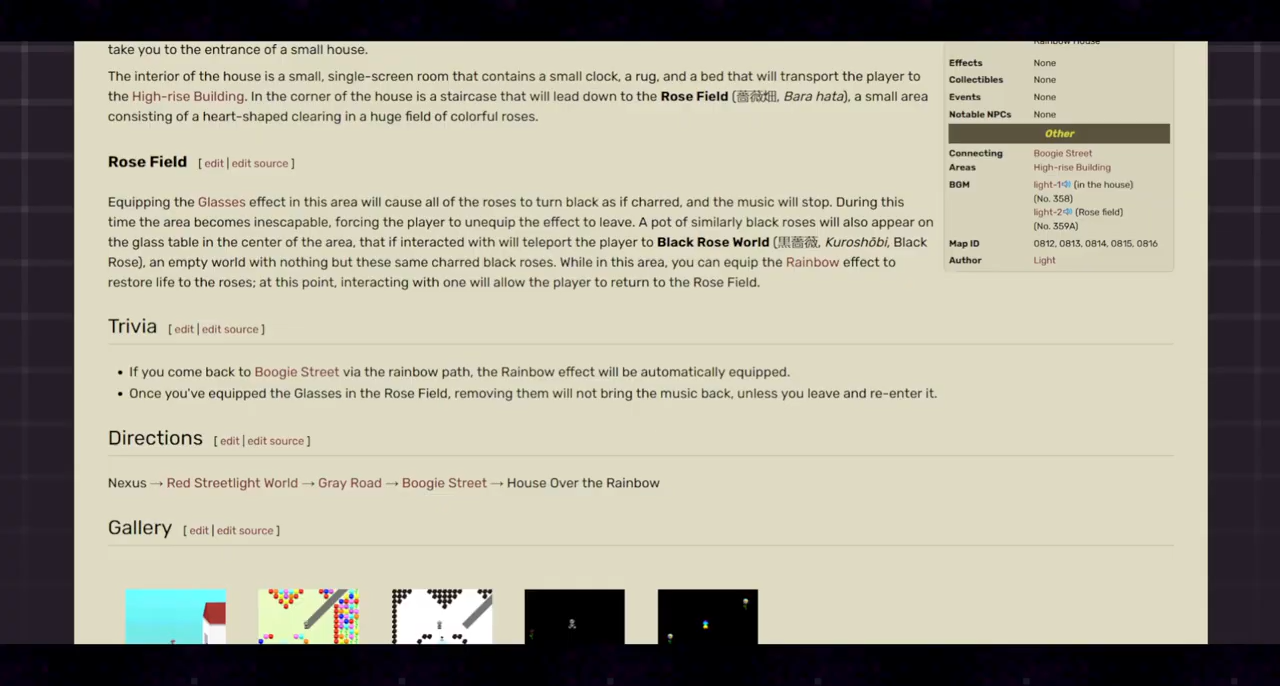 take you to the entrance of a small house.
The interior of the house is a small, single-screen room that contains a small clock, a rug, and a bed that will transport the player to
the High-rise Building. In the corner of the house is a staircase that will lead down to the Rose Field (薔薇畑, Bara hata), a small area
consisting of a heart-shaped clearing in a huge field of colorful roses.
Rose Field [ edit | edit source ]
Equipping the Glasses effect in this area will cause all of the roses to turn black as if charred, and the music will stop. During this
time the area becomes inescapable, forcing the player to unequip the effect to leave. A pot of similarly black roses will also appear on
the glass table in the center of the area, that if interacted with will teleport the player to Black Rose World (黒薔薇, Kuroshōbi, Black
Rose), an empty world with nothing but these same charred black roses. While in this area, you can equip the Rainbow effect to
restore life to the roses; at this point, interacting with one will allow the player to return to the Rose Field.
Trivia [ edit | edit source ]
• If you come back to Boogie Street via the rainbow path, the Rainbow effect will be automatically equipped.
• Once you've equipped the Glasses in the Rose Field, removing them will not bring the music back, unless you leave and re-enter it.
Directions [ edit | edit source ]
Nexus → Red Streetlight World → Gray Road → Boogie Street → House Over the Rainbow
Gallery [ edit | edit source ]
Rainbow House
Effects None
Collectibles None
Events None
Notable NPCs None
Other
Connecting Boogie Street
Areas High-rise Building
BGM light-1 (in the house)
(No. 358)
light-2 (Rose field)
(No. 359A)
Map ID 0812, 0813, 0814, 0815, 0816
Author Light